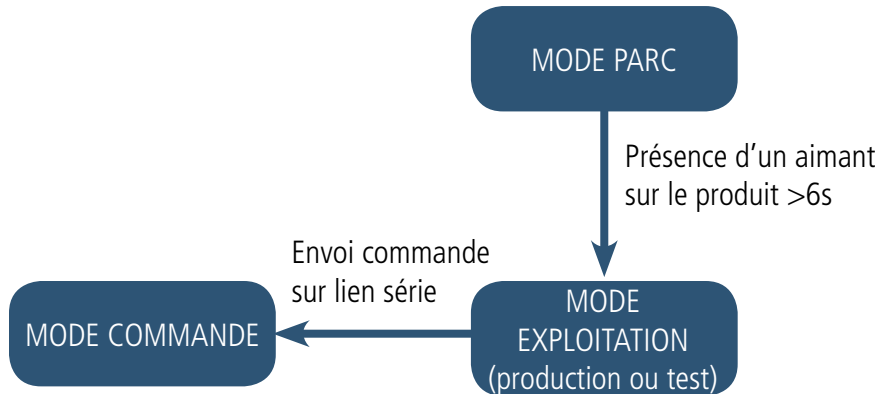 MODE PARC
Présence d’un aimant
sur le produit >6s
Envoi commande
sur lien série
MODE COMMANDE
MODE
EXPLOITATION
(production ou test)